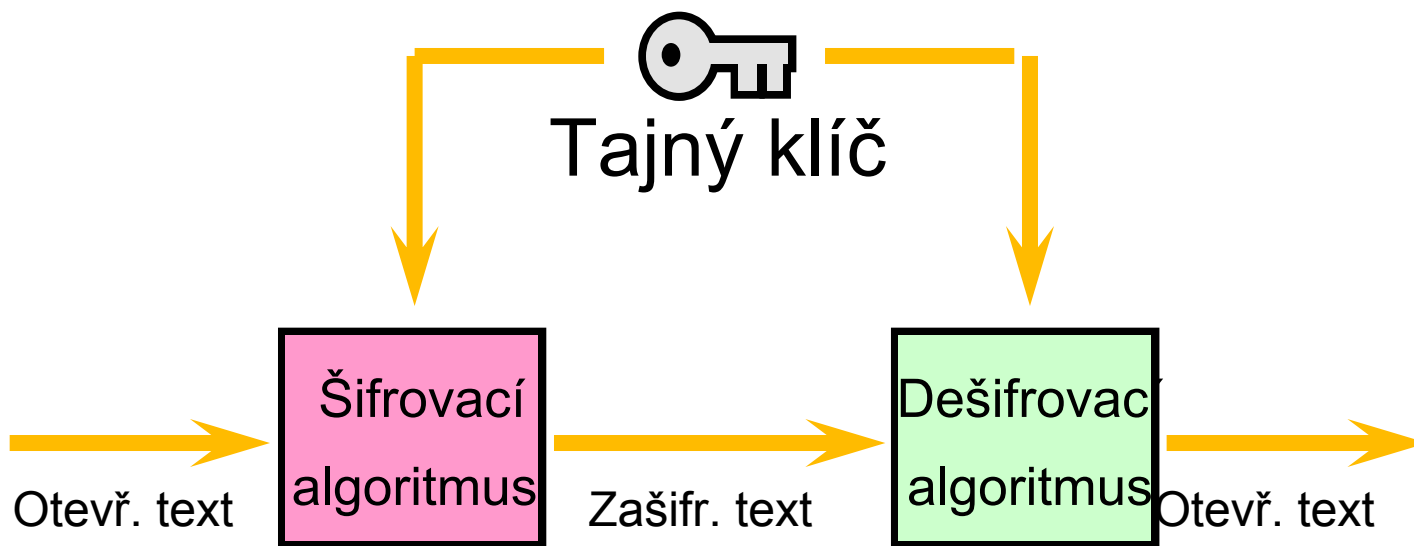 Tajný klíč
Šifrovací
algoritmus
Dešifrovací
algoritmus
Otevř. text
Zašifr. text
Otevř. text